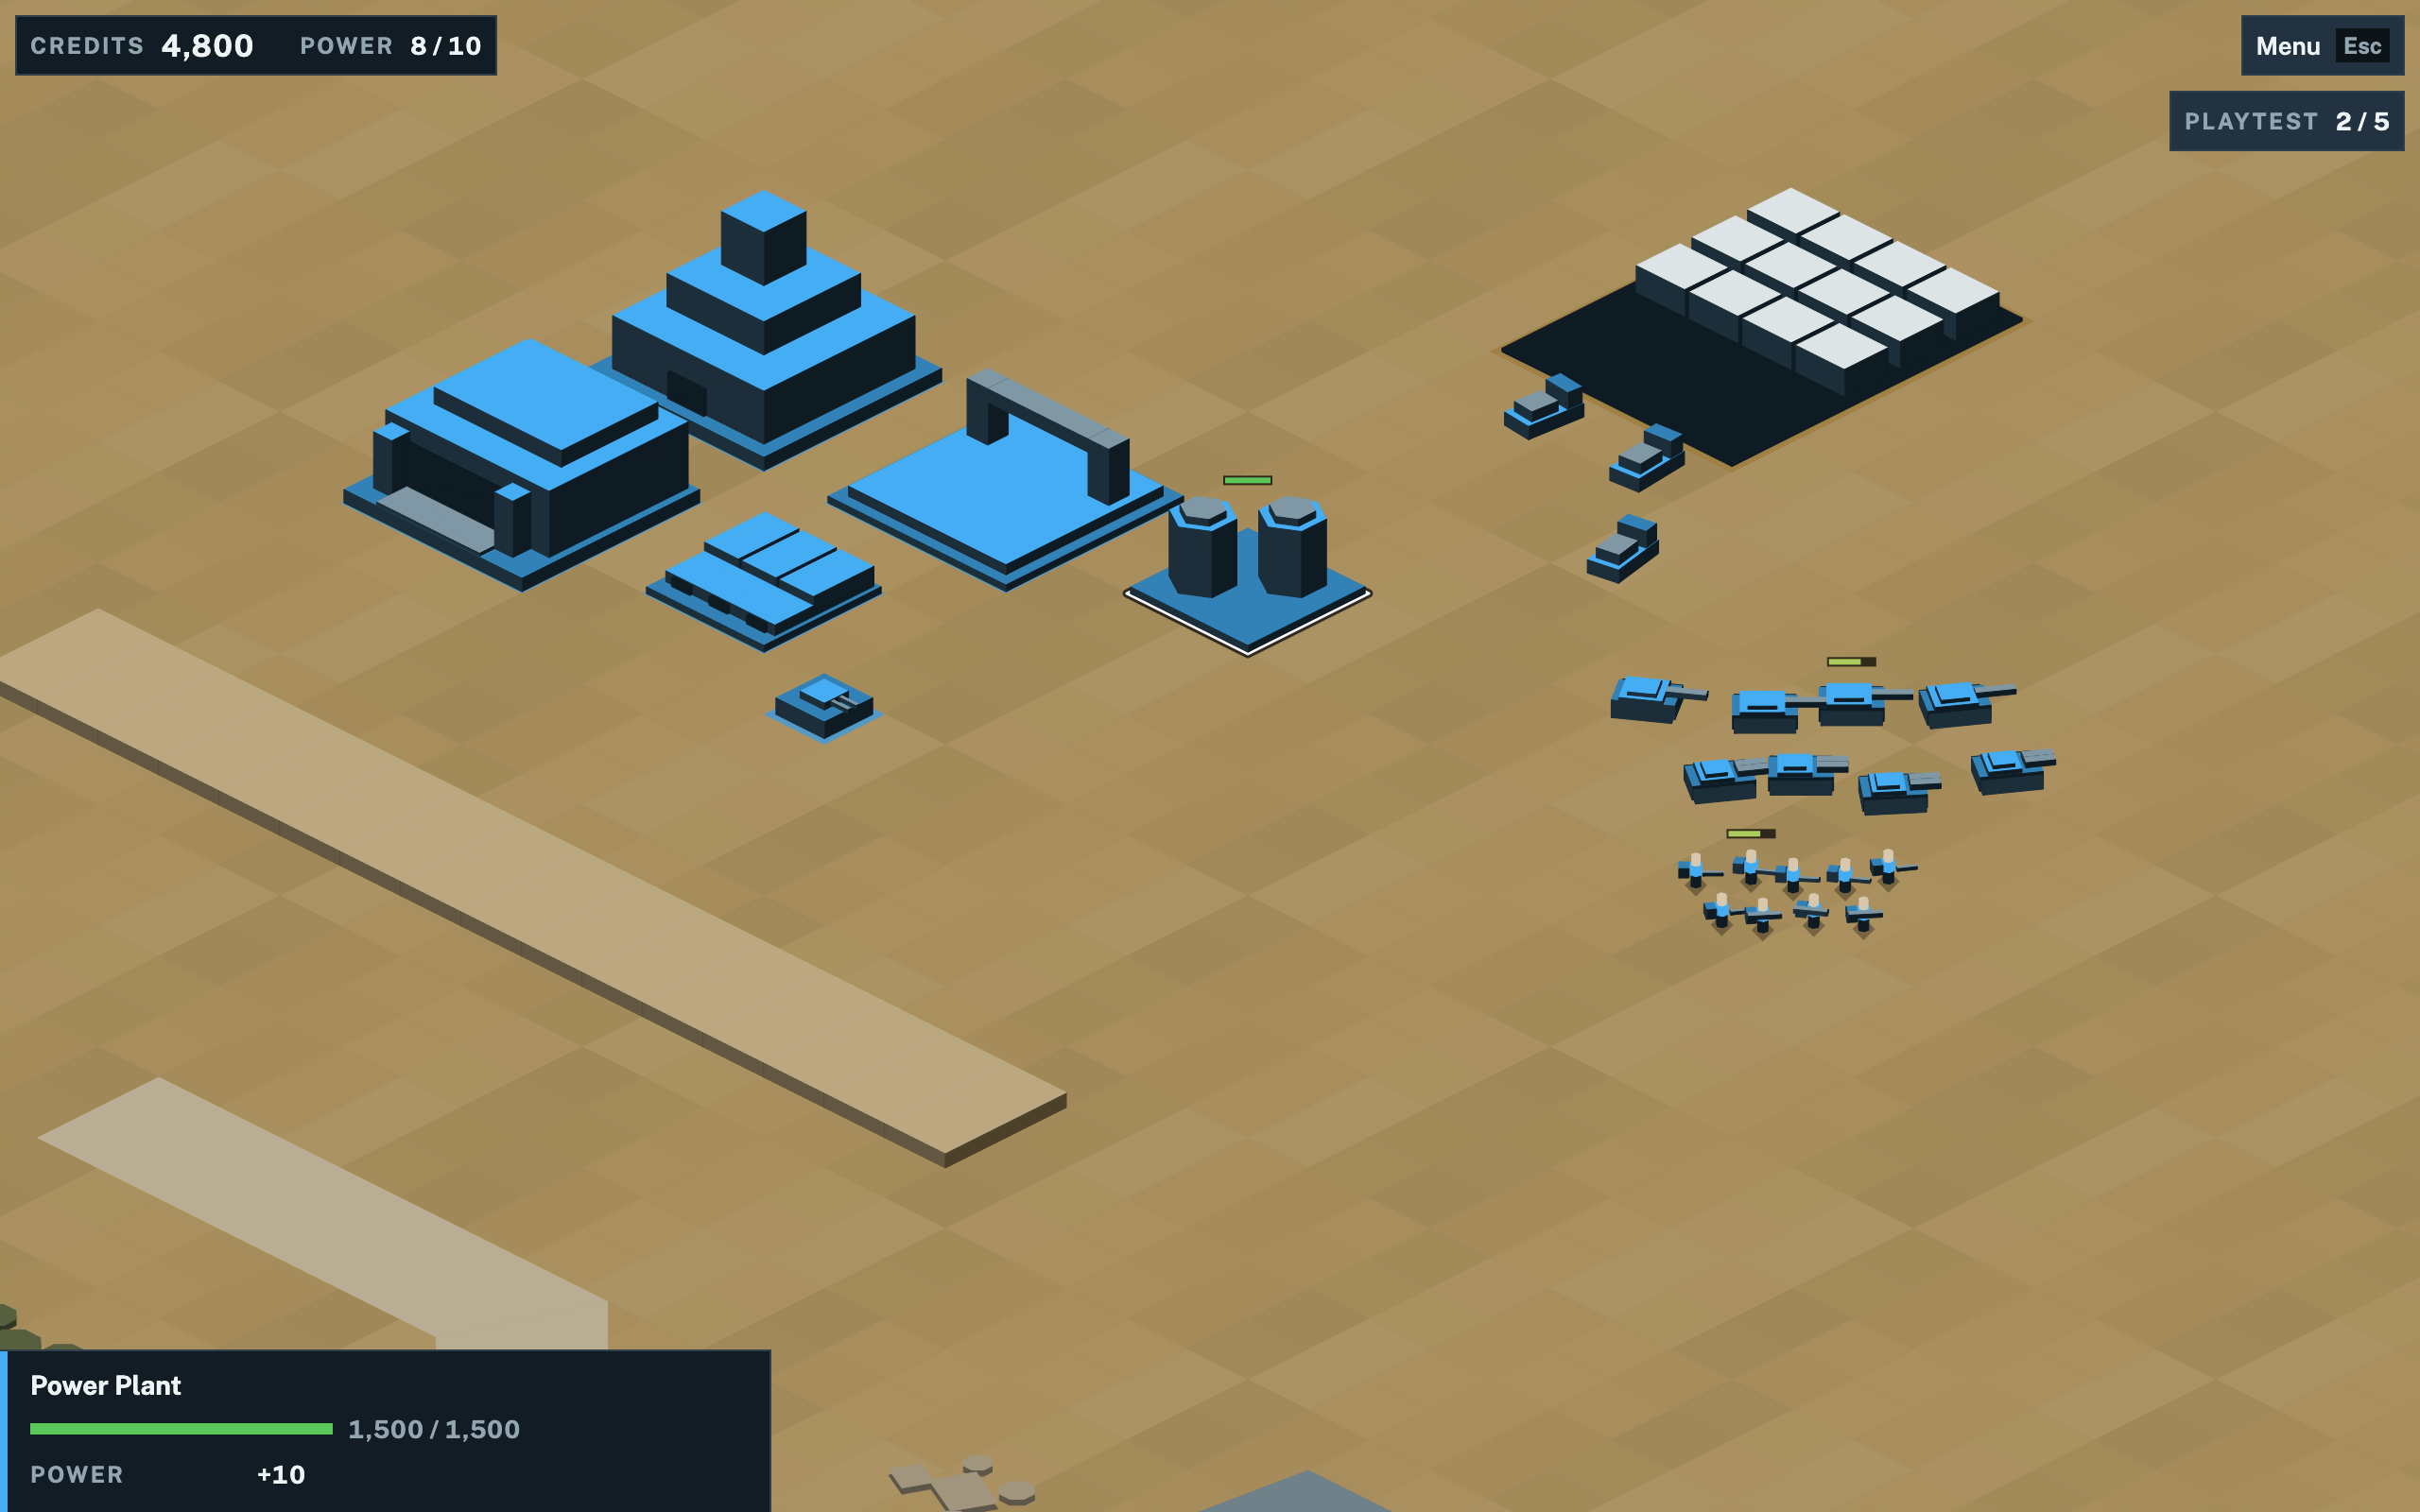 CREDITS 4,800 POWER 8/10
Menu Esc
PLAYTEST 2/5
Power Plant
1,500/1,500
POWER +10